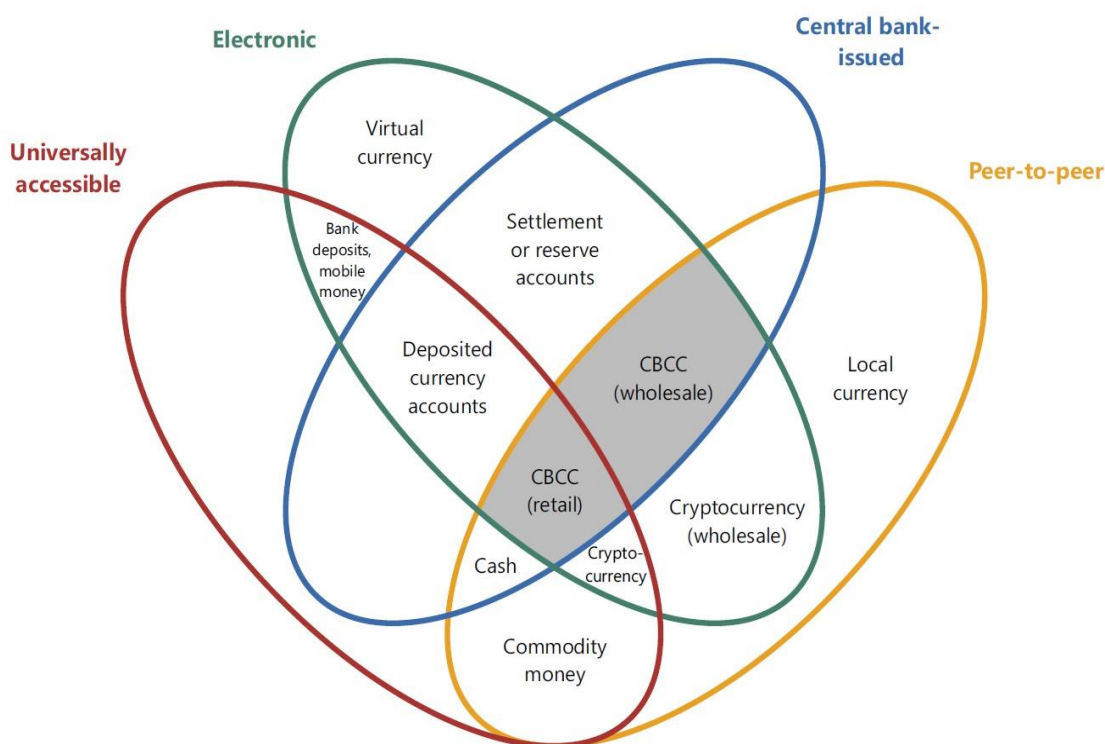 Electronic
Central bank-
issued
Universally
accessible
Peer-to-peer
Virtual
currency
Bank
deposits,
mobile
money
Settlement
or reserve
accounts
Deposited
currency
accounts
CBCC
(wholesale)
Local
currency
CBCC
(retail)
Cryptocurrency
(wholesale)
Cash
Crypto-
currency
Commodity
money